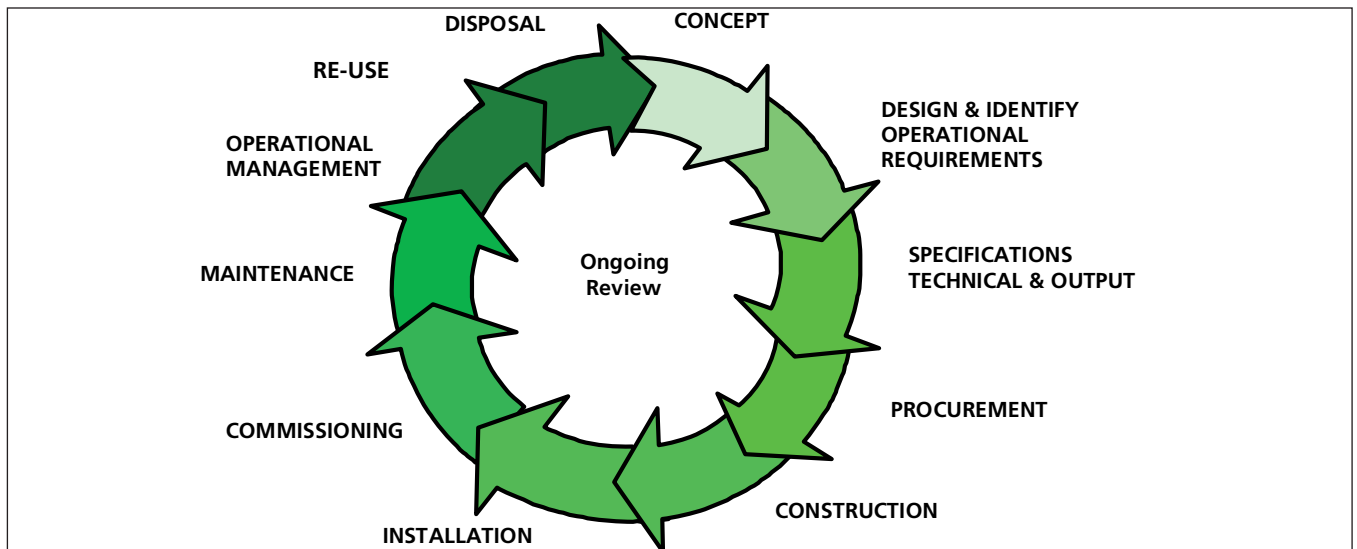 CONCEPT
DESIGN & IDENTIFY
OPERATIONAL
REQUIREMENTS
SPECIFICATIONS
TECHNICAL & OUTPUT
PROCUREMENT
CONSTRUCTION
INSTALLATION
COMMISSIONING
MAINTENANCE
OPERATIONAL
MANAGEMENT
RE-USE
DISPOSAL
Ongoing
Review